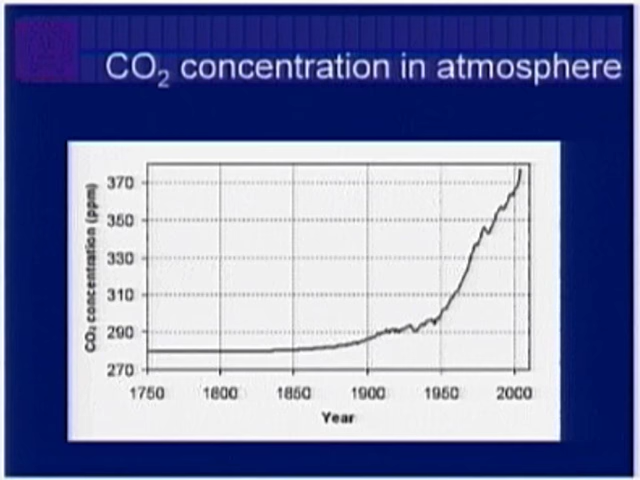 CO₂ concentration in atmosphere
CO₂ concentration (ppm)
370
350
330
310
290
270
1750 1800 1850 1900 1950 2000
Year